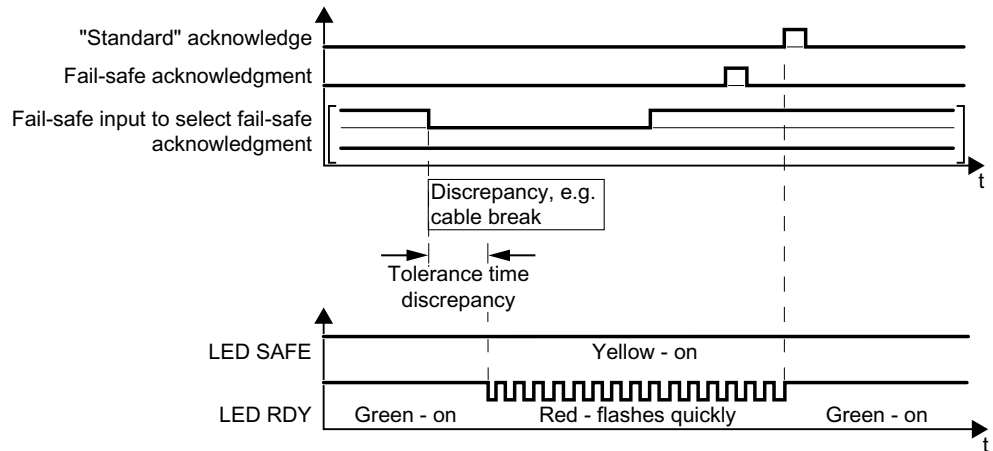 "Standard" acknowledge
Fail-safe acknowledgment
Fail-safe input to select fail-safe
acknowledgment
t
Discrepancy, e.g.
cable break
Tolerance time
discrepancy
LED SAFE
Yellow - on
LED RDY
Green - on
Red - flashes quickly
Green - on
t